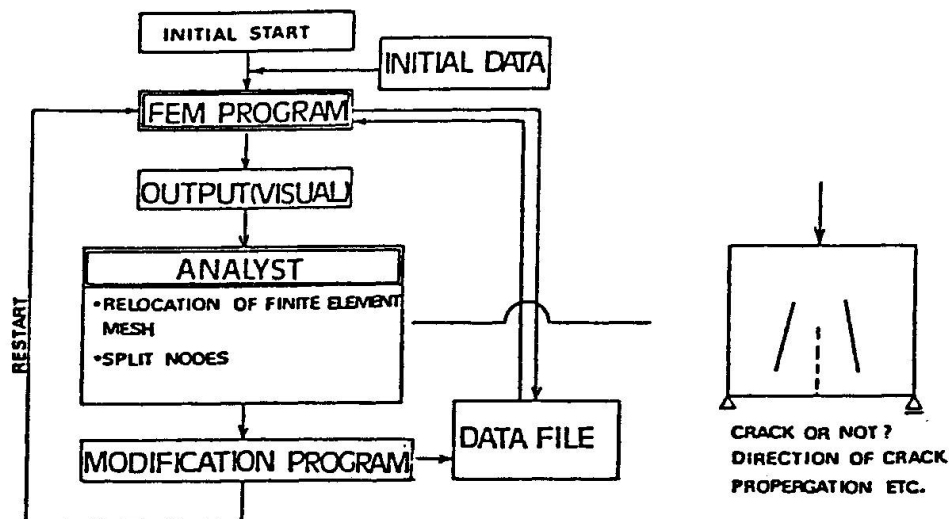 INITIAL START
INITIAL DATA
FEM PROGRAM
OUTPUT(VISUAL)
ANALYST
•RELOCATION OF FINITE ELEMENT
MESH
•SPLIT NODES
RESTART
MODIFICATION PROGRAM
DATA FILE
CRACK OR NOT?
DIRECTION OF CRACK
PROPERGATION ETC.